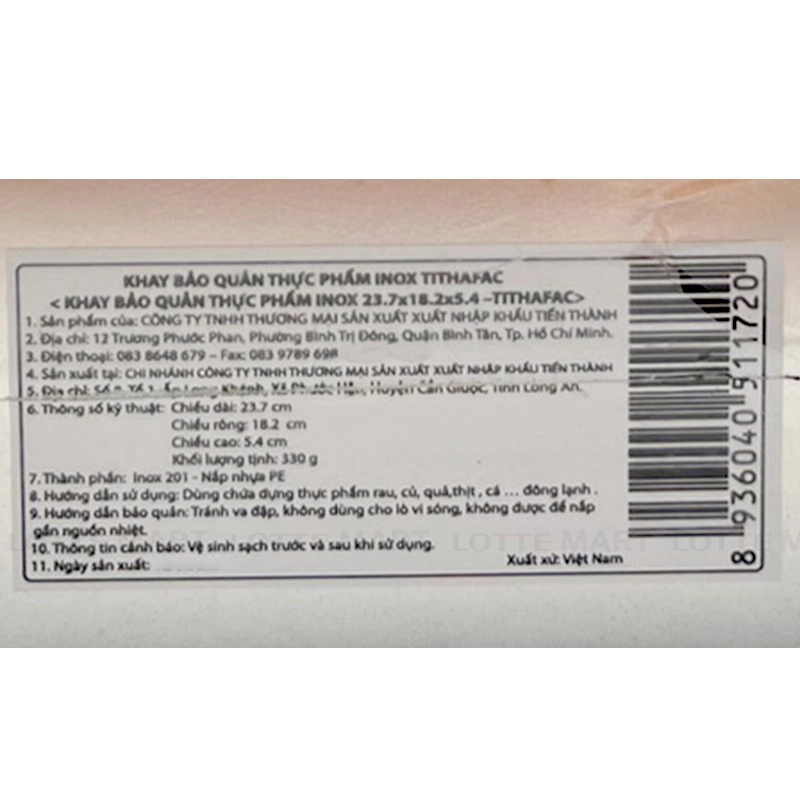 KHAY BẢO QUẢN THỰC PHẨM INOX TITHAFAC
< KHAY BẢO QUẢN THỰC PHẨM INOX 23.7x18.2x5.4 –TITHAFAC>
1. Sản phẩm của: CÔNG TY TNHH THƯƠNG MẠI SẢN XUẤT XUẤT NHẬP KHẨU TIẾN THÀNH
2. Địa chỉ: 12 Trương Phước Phan, Phường Bình Trị Đông, Quận Bình Tân, Tp. Hồ Chí Minh.
3. Điện thoại: 083 8648 679 – Fax: 083 9789 698
4. Sản xuất tại: CHI NHÁNH CÔNG TY TNHH THƯƠNG MẠI SẢN XUẤT XUẤT NHẬP KHẨU TIẾN THÀNH
5. Địa chỉ: Khánh, Xã Phước Huyện Cần Giuộc, Tỉnh Long An.
6. Thông số kỹ thuật: Chiều dài: 23.7 cm
Chiều rộng: 18.2 cm
Chiều cao: 5.4 cm
Khối lượng tịnh: 330 g
7. Thành phần: Inox 201 - Nắp nhựa PE
8. Hướng dẫn sử dụng: Dùng chứa đựng thực phẩm rau, củ, quả,thịt , cá ... đông lạnh .
9. Hướng dẫn bảo quản: Tránh va đập, không dùng cho lò vi sóng, không được để nắp
gần nguồn nhiệt.
10. Thông tin cảnh báo: Vệ sinh sạch trước và sau khi sử dụng.
11. Ngày sản xuất:
Xuất xứ: Việt Nam
8 936040 511720
LOTTE MART